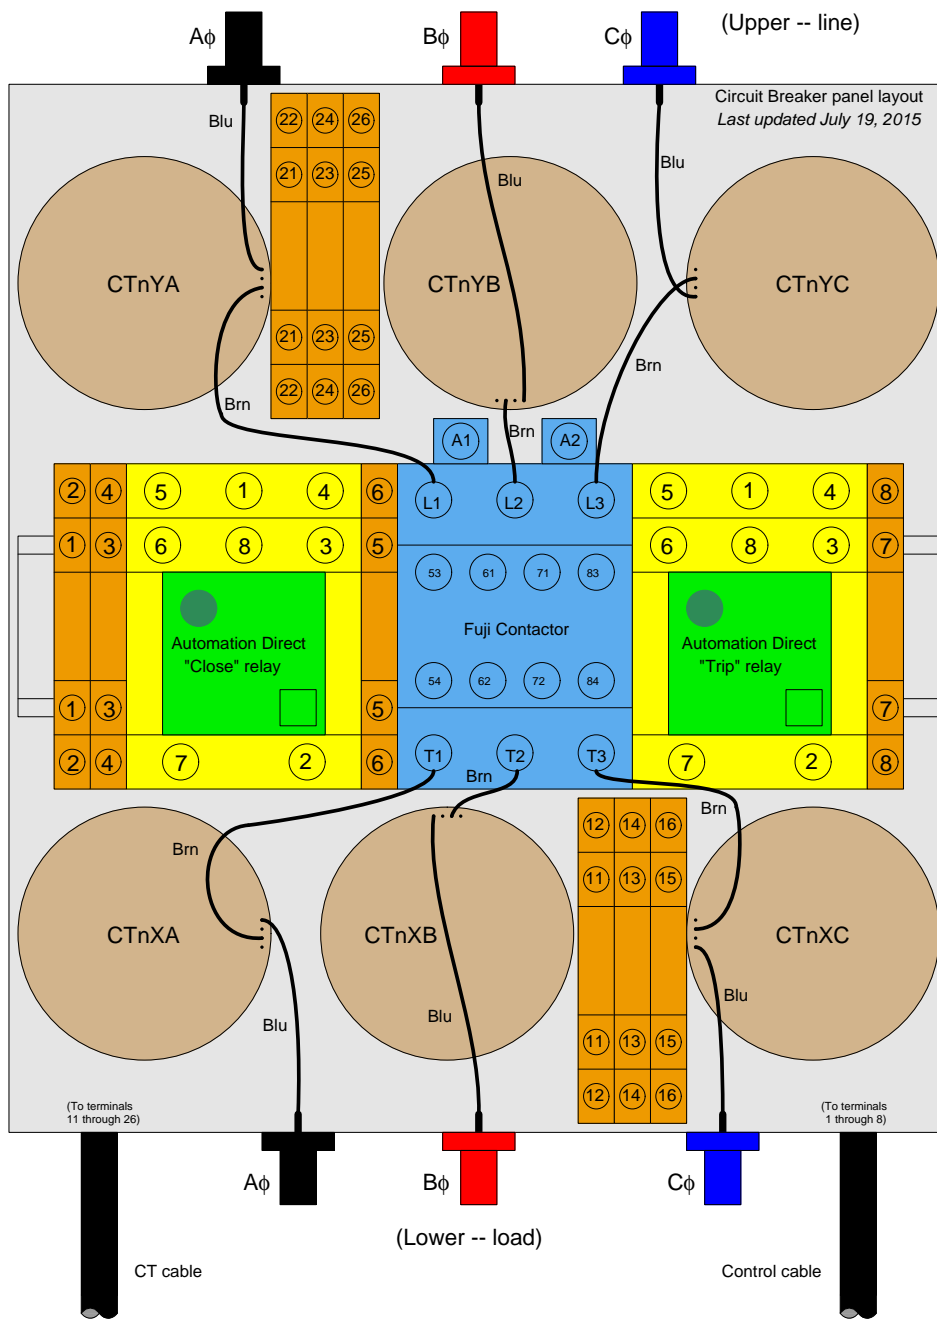 (Upper -- line)
Aϕ
Bϕ
Cϕ
Circuit Breaker panel layout
Last updated July 19, 2015
Blu
Blu
Blu
22 24 26
21 23 25
CTnYA
CTnYB
CTnYC
21 23 25
22 24 26
Brn
Brn
Brn
A1
A2
2 4 5 1 4 6 L1 L2 L3 5 1 4 8
1 3 6 8 3 5 6 8 3 7
53 61 71 83
Automation Direct
"Close" relay
Fuji Contactor
Automation Direct
"Trip" relay
54 62 72 84
1 3 5 7
2 4 7 2 6 T1 T2 T3 7 2 8
Brn
Brn
Brn
12 14 16
11 13 15
CTnXA
CTnXB
CTnXC
Blu
Blu
Blu
11 13 15
12 14 16
(To terminals
11 through 26)
(To terminals
1 through 8)
Aϕ
Bϕ
Cϕ
(Lower -- load)
CT cable
Control cable